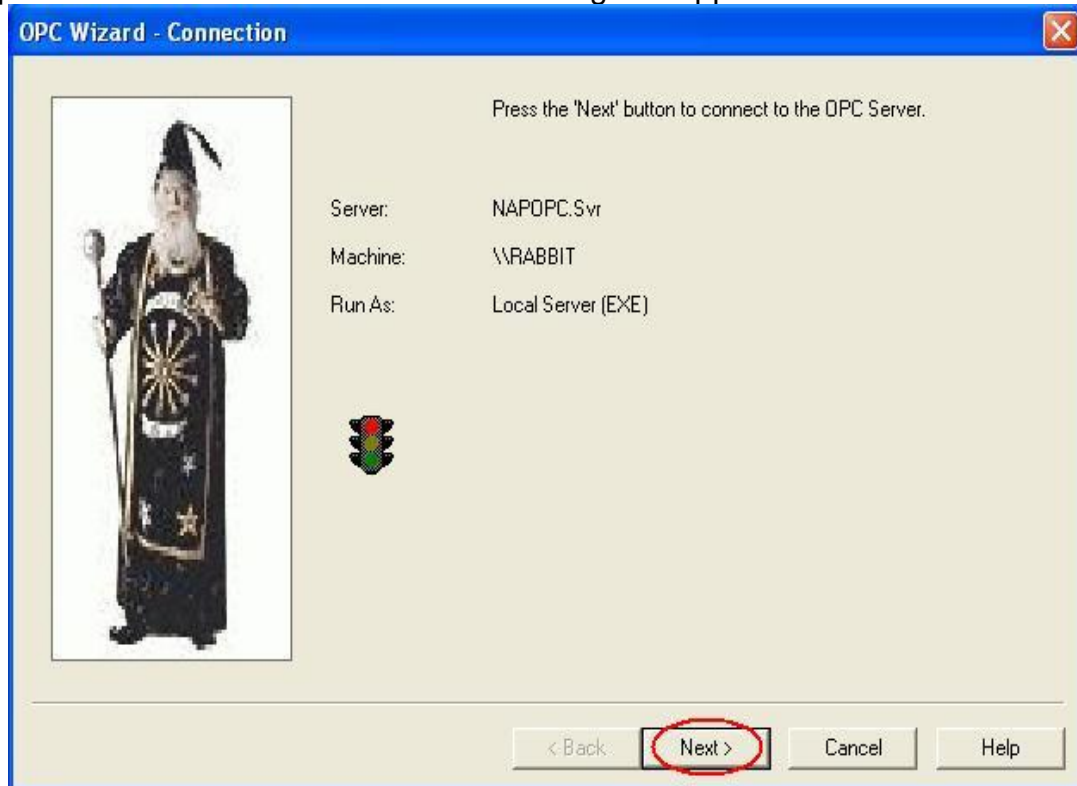 OPC Wizard - Connection
Press the 'Next' button to connect to the OPC Server.
Server: NAPOPC.Svr
Machine: \\RABBIT
Run As: Local Server (EXE)
< Back Next > Cancel Help